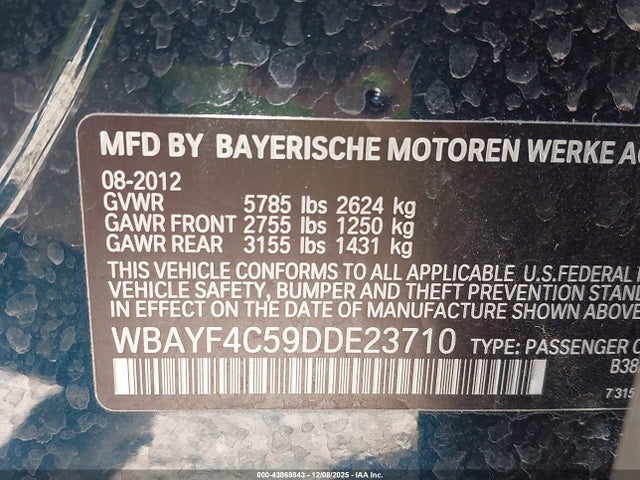 MFD BY BAYERISCHE MOTOREN WERKE AG
08-2012
GVWR 5785 lbs 2624 kg
GAWR FRONT 2755 lbs 1250 kg
GAWR REAR 3155 lbs 1431 kg
THIS VEHICLE CONFORMS TO ALL APPLICABLE U.S.FEDERAL
VEHICLE SAFETY, BUMPER AND THEFT PREVENTION STAN
IN EFFECT ON THE DATE OF MANUFACTURE SHOWN ABOVE
WBAYF4C59DDE23710 TYPE: PASSENGER C
B38
7 315
000-43869843 - 12/08/2025 - IAA Inc.